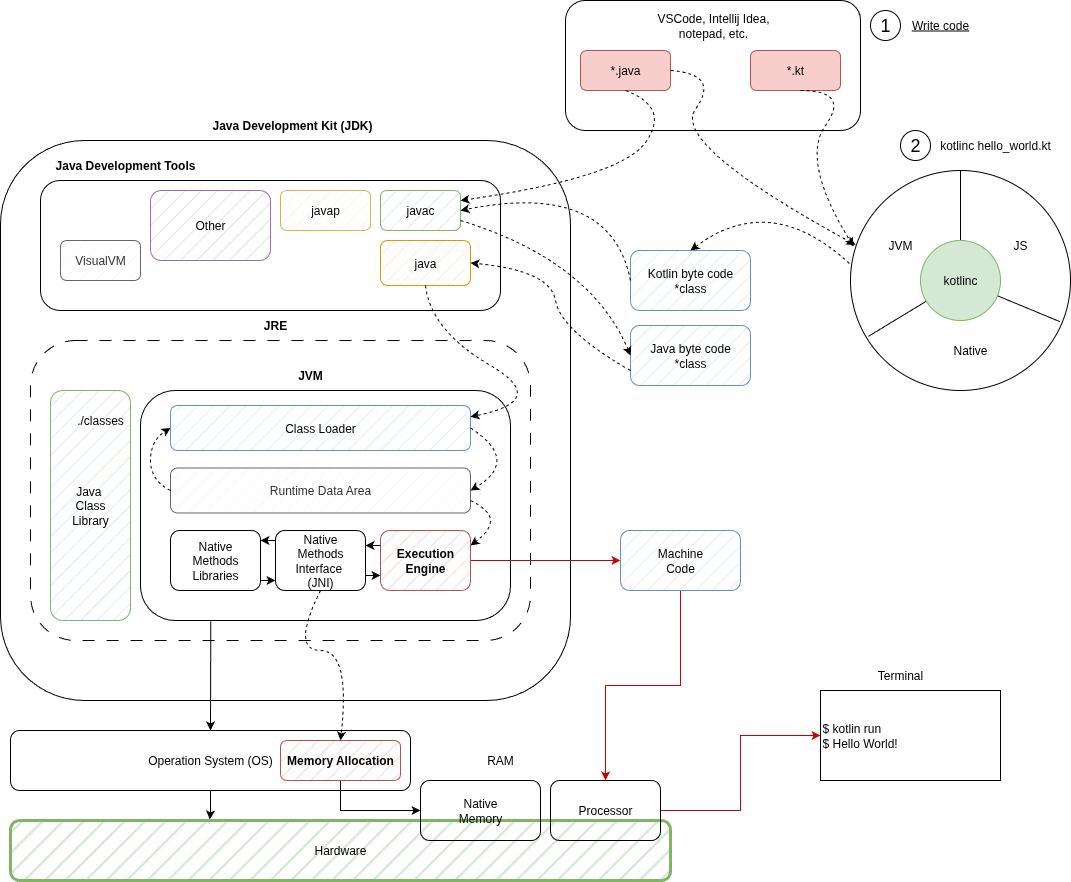 VSCode, Intellij Idea,
notepad, etc.
1
Write code
*.java
*.kt
Java Development Kit (JDK)
2
kotlinc hello_world.kt
Java Development Tools
Other
javap
javac
VisualVM
java
JVM
JS
kotlinc
Native
Kotlin byte code
*class
Java byte code
*class
JRE
JVM
./classes
Java
Class
Library
Class Loader
Runtime Data Area
Native
Methods
Libraries
Native
Methods
Interface
(JNI)
Execution
Engine
Machine
Code
Terminal
$ kotlin run
$ Hello World!
Operation System (OS)
Memory Allocation
RAM
Native
Memory
Processor
Hardware